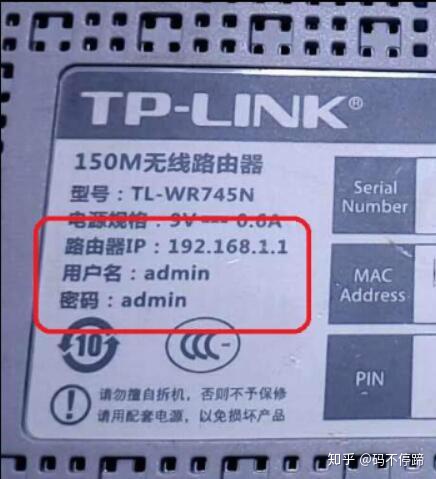 TP-LINK®
150M无线路由器
型号：TL-WR745N
电源规格：9V⎓0.6A
路由器IP：192.168.1.1
用户名：admin
密码：admin
10
CCC
请勿擅自拆机，否则不予保修
请用配套电源，以免损坏产品
Serial
Number
MAC
Address
PIN
知乎 @码不停蹄